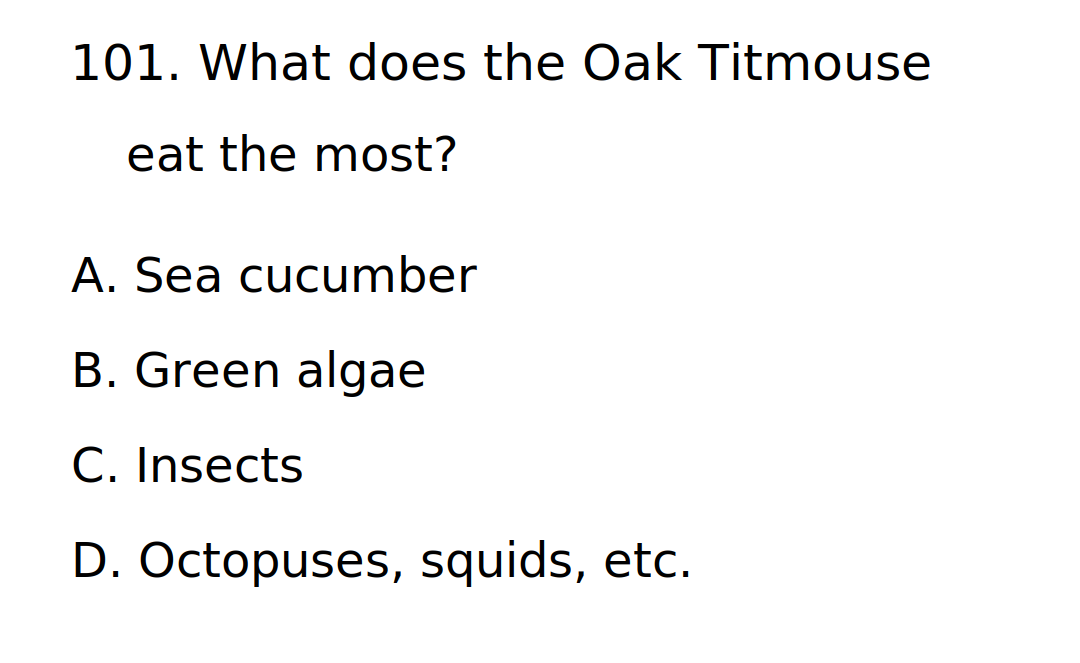 101. What does the Oak Titmouse
eat the most?
A. Sea cucumber
B. Green algae
C. Insects
D. Octopuses, squids, etc.